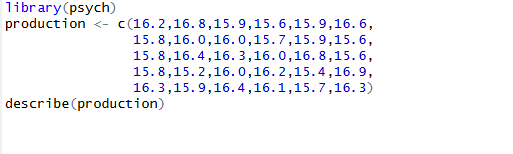 library(psych)
production <- c(16.2,16.8,15.9,15.6,15.9,16.6,
15.8,16.0,16.0,15.7,15.9,15.6,
15.8,16.4,16.3,16.0,16.8,15.6,
15.8,15.2,16.0,16.2,15.4,16.9,
16.3,15.9,16.4,16.1,15.7,16.3)
describe(production)